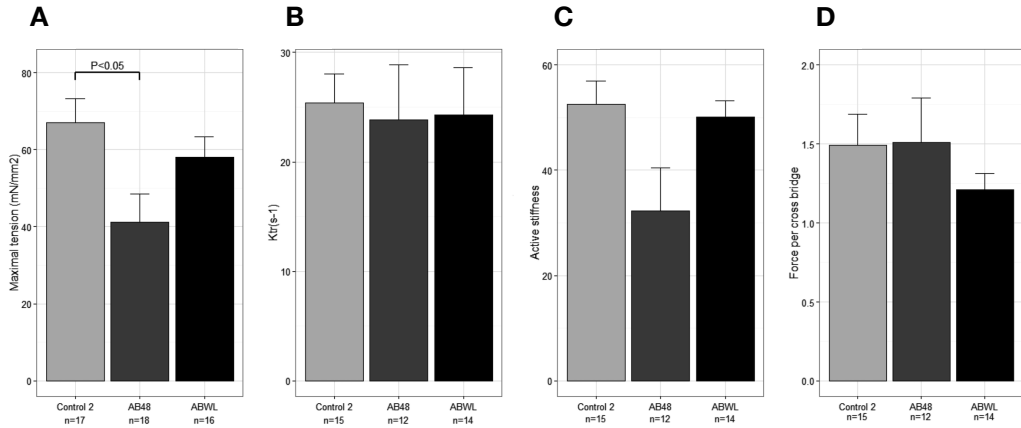 A
B
C
D
Maximal tension (mN/mm2)
80
60
40
20
0
P<0.05
Control 2
n=17
AB48
n=18
ABWL
n=16
Ktr(s-1)
30
20
10
0
Control 2
n=15
AB48
n=12
ABWL
n=14
Active stiffness
60
40
20
0
Control 2
n=15
AB48
n=12
ABWL
n=14
Force per cross bridge
2.0
1.5
1.0
0.5
0.0
Control 2
n=15
AB48
n=12
ABWL
n=14